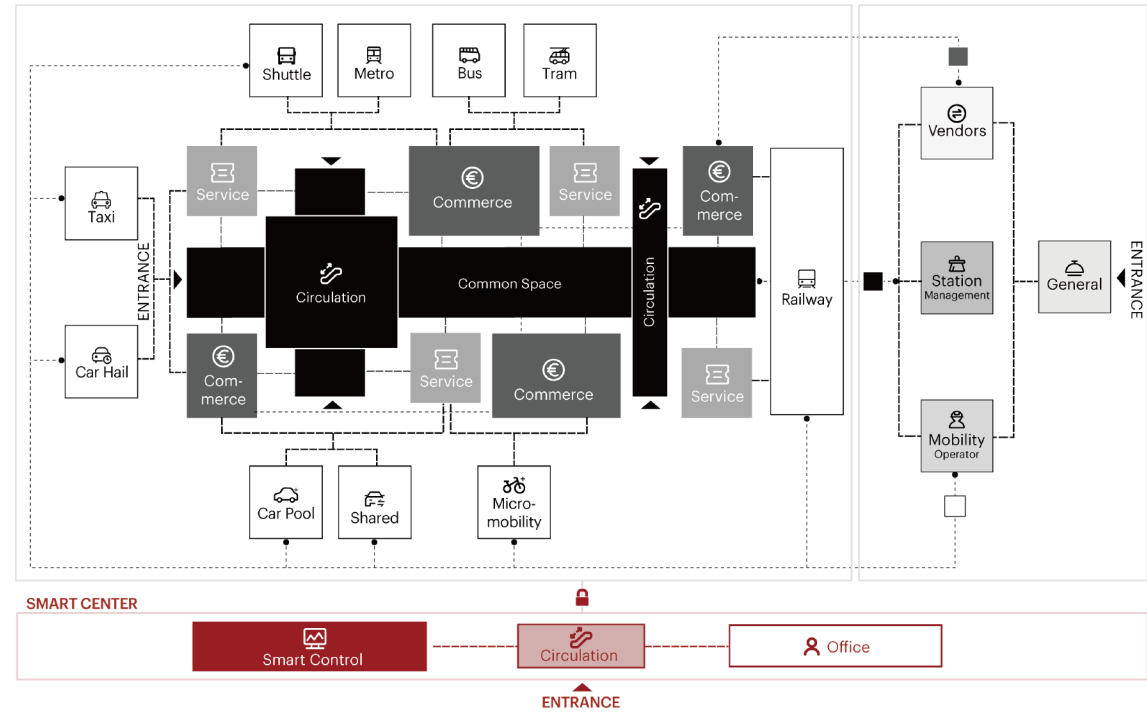 Shuttle
Metro
Bus
Tram
Vendors
Service
Commerce
Service
Com-
merce
Taxi
ENTRANCE
Circulation
Common Space
Circulation
Railway
Station
Management
General
ENTRANCE
Car Hail
Com-
merce
Service
Commerce
Service
Mobility
Operator
Car Pool
Shared
Micro-
mobility
SMART CENTER
Smart Control
Circulation
Office
ENTRANCE